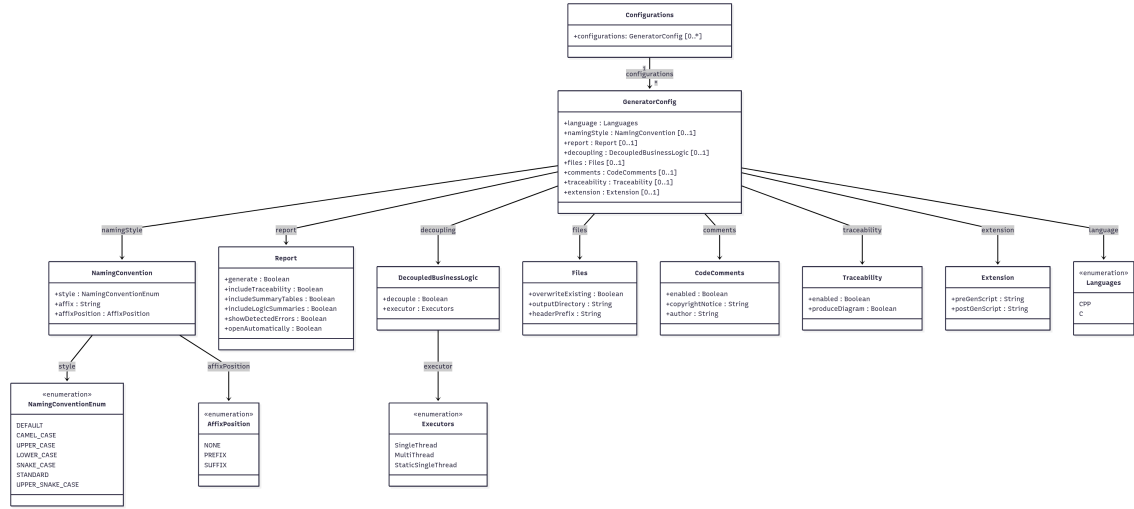 Configurations
+configurations: GeneratorConfig [0..*]
1
configurations
*
GeneratorConfig
+language : Languages
+namingStyle : NamingConvention [0..1]
+report : Report [0..1]
+decoupling : DecoupledBusinessLogic [0..1]
+files : Files [0..1]
+comments : CodeComments [0..1]
+traceability : Traceability [0..1]
+extension : Extension [0..1]
namingStyle
report
decoupling
files
comments
traceability
extension
language
NamingConvention
+style : NamingConventionEnum
+affix : String
+affixPosition : AffixPosition
Report
+generate : Boolean
+includeTraceability : Boolean
+includeSummaryTables : Boolean
+includeLogicSummaries : Boolean
+showDetectedErrors : Boolean
+openAutomatically : Boolean
DecoupledBusinessLogic
+decouple : Boolean
+executor : Executors
Files
+overwriteExisting : Boolean
+outputDirectory : String
+headerPrefix : String
CodeComments
+enabled : Boolean
+copyrightNotice : String
+author : String
Traceability
+enabled : Boolean
+produceDiagram : Boolean
Extension
+preGenScript : String
+postGenScript : String
«enumeration»
Languages
CPP
C
style
affixPosition
executor
«enumeration»
NamingConventionEnum
DEFAULT
CAMEL_CASE
UPPER_CASE
LOWER_CASE
SNAKE_CASE
STANDARD
UPPER_SNAKE_CASE
«enumeration»
AffixPosition
NONE
PREFIX
SUFFIX
«enumeration»
Executors
SingleThread
MultiThread
StaticSingleThread